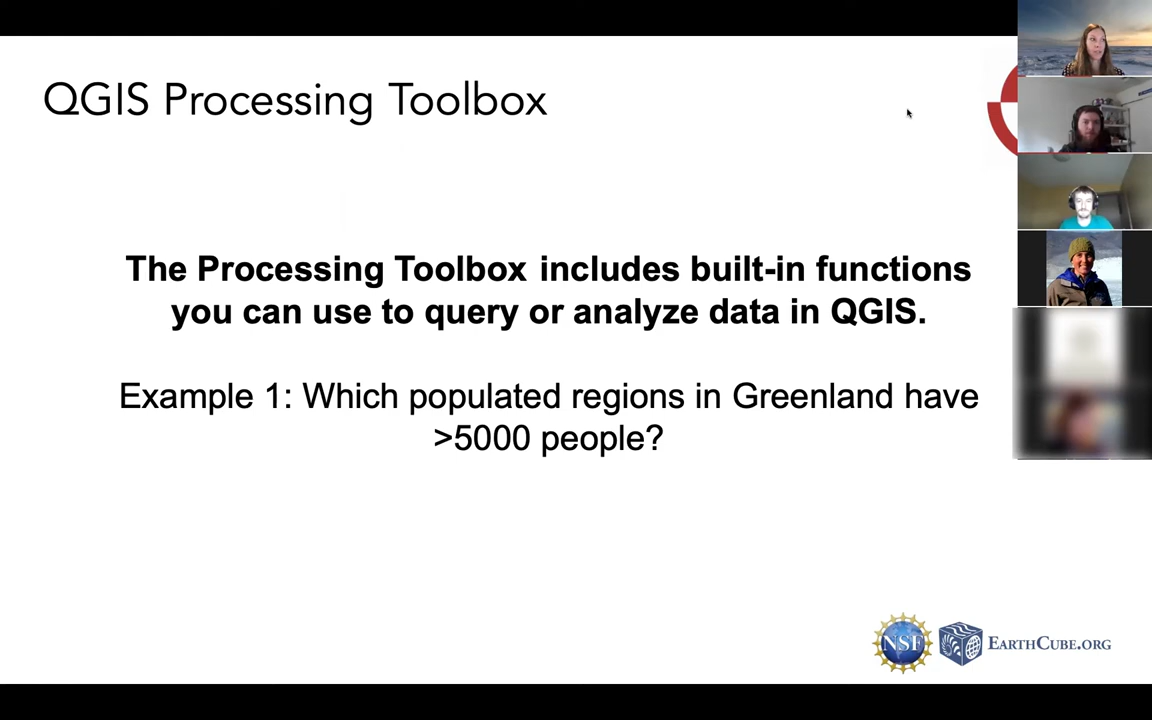 QGIS Processing Toolbox
The Processing Toolbox includes built-in functions
you can use to query or analyze data in QGIS.
Example 1: Which populated regions in Greenland have
>5000 people?
NSF
EARTHCUBE.ORG